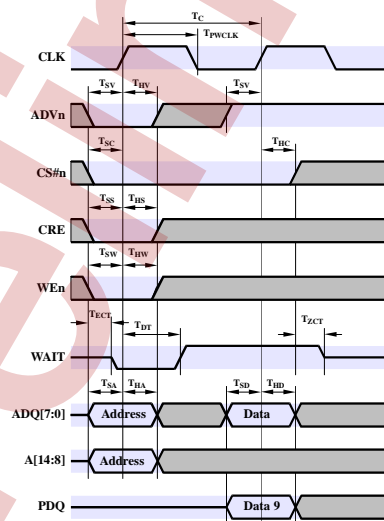 T_C
T_PWCLK
CLK
T_SV T_HV T_SV
ADVn
T_SC T_HC
CS#n
T_SS T_HS
CRE
T_SW T_HW
WEn
T_ECT T_DT T_ZCT
WAIT
T_SA T_HA T_SD T_HD
ADQ[7:0] Address Data
A[14:8] Address
PDQ Data 9